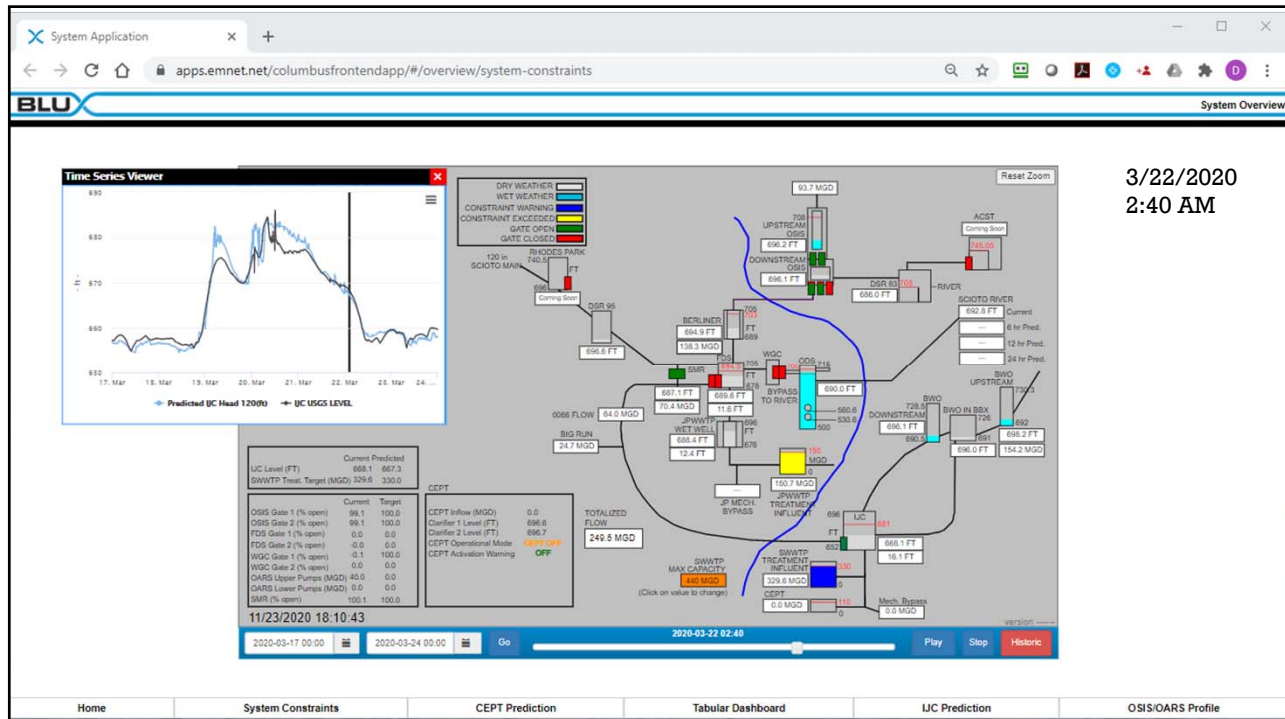 System Application
apps.emnet.net/columbusfrontendapp/#/overview/system-constraints
D
BLUX
System Overview
Time Series Viewer
690
680
670
660
650
- ft -
17. Mar 18. Mar 19. Mar 20. Mar 21. Mar 22. Mar 23. Mar 24. ...
Predicted IJC Head 120(ft) IJC USGS LEVEL
DRY WEATHER
WET WEATHER
CONSTRAINT WARNING
CONSTRAINT EXCEEDED
GATE OPEN
GATE CLOSED
Reset Zoom
3/22/2020
2:40 AM
93.7 MGD
708
UPSTREAM
OSIS
696.2 FT
DOWNSTREAM
OSIS
696.1 FT
ACST
Coming Soon
745.05
DSR 83
703
686.0 FT
RIVER
120 in
SCIOTO MAIN
RHODES PARK
740.5
FT
696
Coming Soon
DSR 95
696.6 FT
SCIOTO RIVER
692.8 FT Current
--- 6 hr Pred.
--- 12 hr Pred.
--- 24 hr Pred.
BERLINER
705
703
FT
689
694.9 FT
138.3 MGD
SMR
687.1 FT
70.4 MGD
FDS
705
FT
678
689.6 FT
11.6 FT
WGC
BYPASS
TO RIVER
ODS
715
690.0 FT
560.6
530.6
500
BWO
UPSTREAM
730.3
692
698.2 FT
154.2 MGD
BWO
728.5
DOWNSTREAM
696.1 FT
690.5
BWO IN BBX
726
691
696.0 FT
0066 FLOW 64.0 MGD
BIG RUN
24.7 MGD
JPWWTP
WET WELL
696
FT
676
688.4 FT
12.4 FT
150
MGD
0
150.7 MGD
JPWWTP
TREATMENT
INFLUENT
---
JP MECH.
BYPASS
696
IJC
681
FT
652
668.1 FT
16.1 FT
Current Predicted
IJC Level (FT) 668.1 667.3
SWWTP Treat. Target (MGD) 329.6 330.0
Current Target
OSIS Gate 1 (% open) 99.1 100.0
OSIS Gate 2 (% open) 99.1 100.0
FDS Gate 1 (% open) 0.0 0.0
FDS Gate 2 (% open) -0.0 0.0
WGC Gate 1 (% open) -0.1 100.0
WGC Gate 2 (% open) 0.0 0.0
OARS Upper Pumps (MGD) 40.0 0.0
OARS Lower Pumps (MGD) 0.0 0.0
SMR (% open) 100.1 100.0
CEPT
CEPT Inflow (MGD) 0.0
Clarifier 1 Level (FT) 696.6
Clarifier 2 Level (FT) 696.7
CEPT Operational Mode CEPT OFF
CEPT Activation Warning OFF
TOTALIZED
FLOW
249.5 MGD
SWWTP
MAX CAPACITY
440 MGD
(Click on value to change)
SWWTP
TREATMENT
INFLUENT
330
0
329.6 MGD
CEPT
110
0
0.0 MGD
Mech. Bypass
0.0 MGD
11/23/2020 18:10:43
version ------
2020-03-17 00:00 2020-03-24 00:00 Go 2020-03-22 02:40 Play Stop Historic
Home System Constraints CEPT Prediction Tabular Dashboard IJC Prediction OSIS/OARS Profile